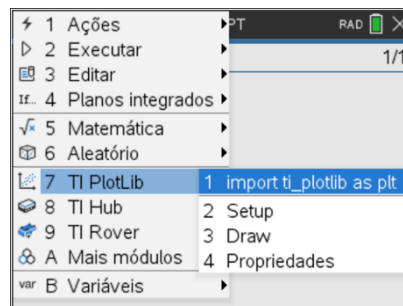 1 Ações
PT RAD
2 Executar
1/1
3 Editar
If... 4 Planos integrados
5 Matemática
6 Aleatório
7 TI PlotLib
1 import ti_plotlib as plt
8 TI Hub
2 Setup
9 TI Rover
3 Draw
A Mais módulos
4 Propriedades
var B Variáveis